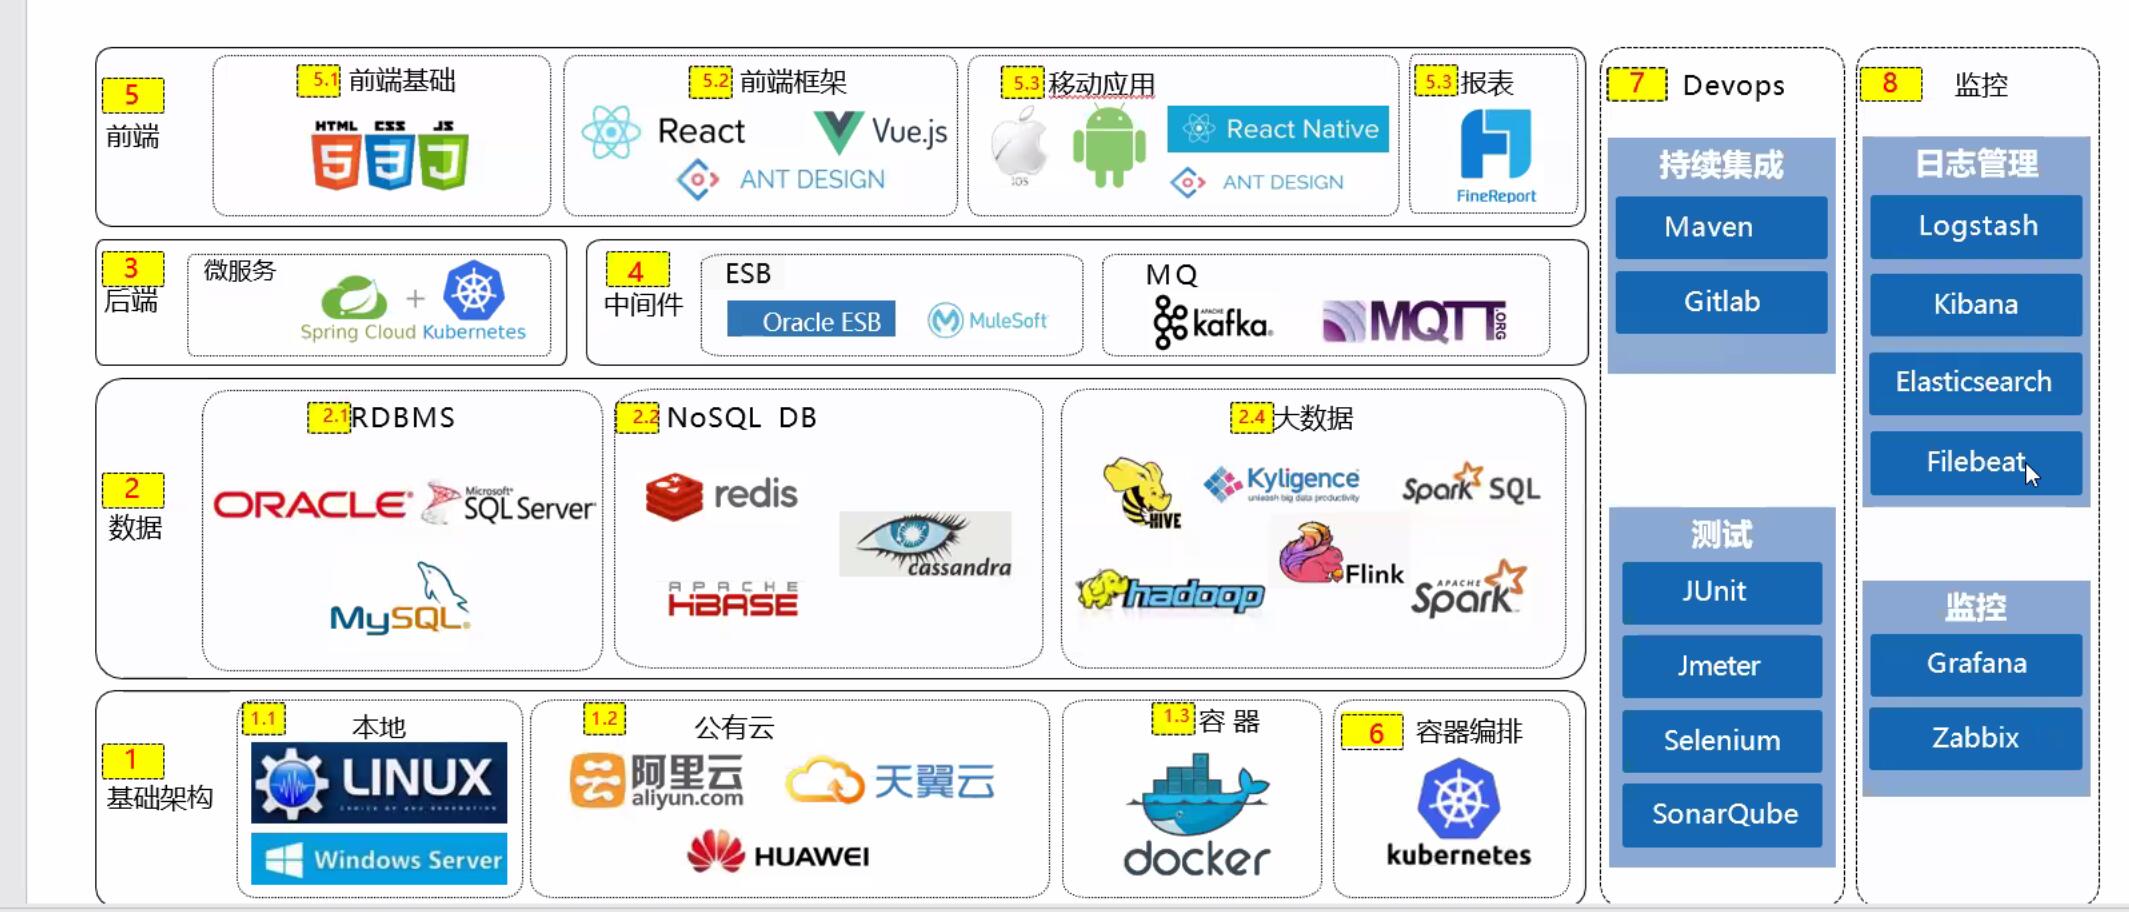 5
前端
5.1 前端基础
HTML CSS JS
5 3 J
5.2 前端框架
React
Vue.js
ANT DESIGN
5.3 移动应用
iOS
React Native
ANT DESIGN
5.3 报表
FineReport
3
后端
微服务
+
Spring Cloud Kubernetes
4
中间件
ESB
Oracle ESB
MuleSoft
MQ
APACHE
kafka
MQTT.ORG
2
数据
2.1 RDBMS
ORACLE
Microsoft
SQL Server
MySQL
2.2 NoSQL DB
redis
cassandra
APACHE
HBASE
2.4 大数据
HIVE
Kyligence
unleash big data productivity
Spark SQL
hadoop
Flink
APACHE
Spark
1
基础架构
1.1 本地
LINUX
Windows Server
1.2 公有云
阿里云
aliyun.com
天翼云
HUAWEI
1.3 容器
docker
6 容器编排
kubernetes
7 Devops
持续集成
Maven
Gitlab
测试
JUnit
Jmeter
Selenium
SonarQube
8 监控
日志管理
Logstash
Kibana
Elasticsearch
Filebeat
监控
Grafana
Zabbix